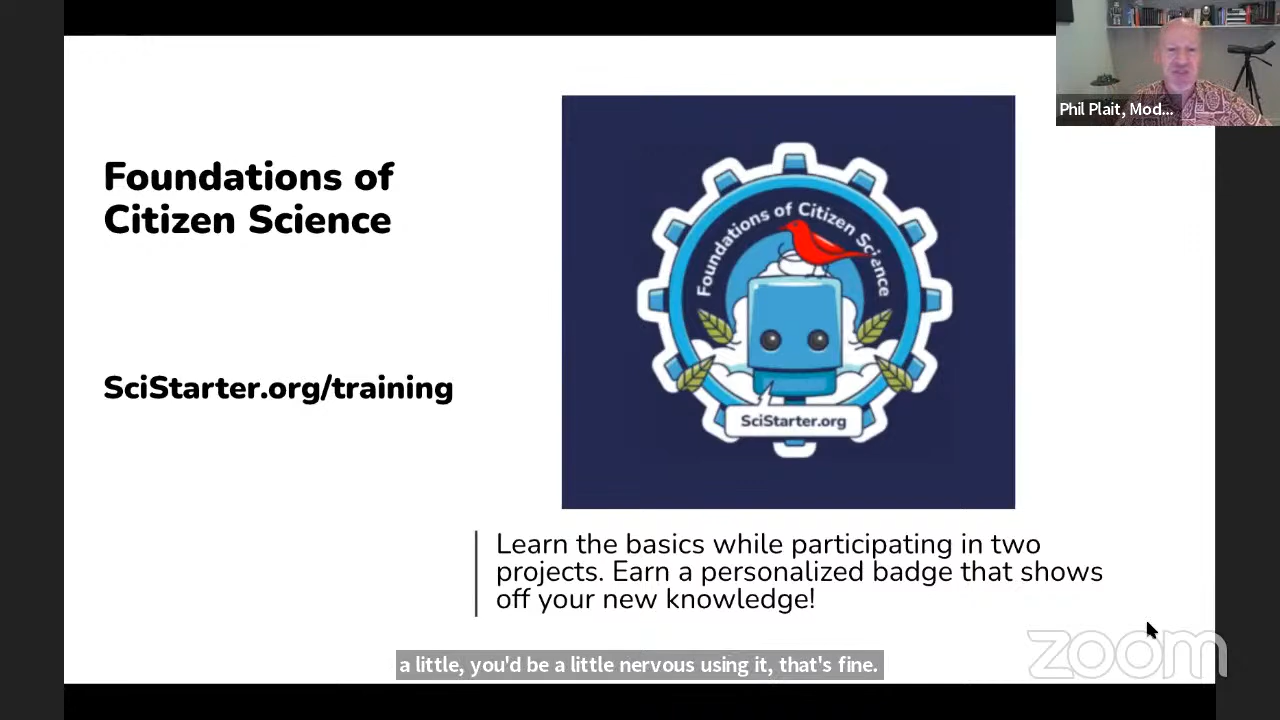 Phil Plait, Mod...
Foundations of
Citizen Science
Foundations of Citizen Science
SciStarter.org
SciStarter.org/training
Learn the basics while participating in two
projects. Earn a personalized badge that shows
off your new knowledge!
a little, you'd be a little nervous using it, that's fine.
zoom